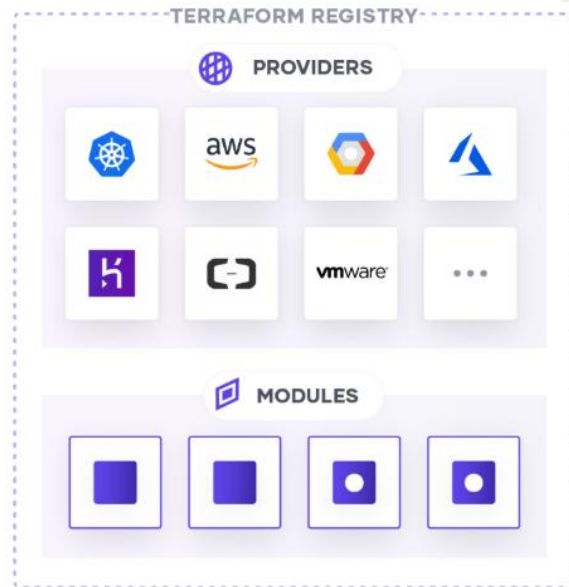 TERRAFORM REGISTRY
PROVIDERS
aws
vmware
MODULES